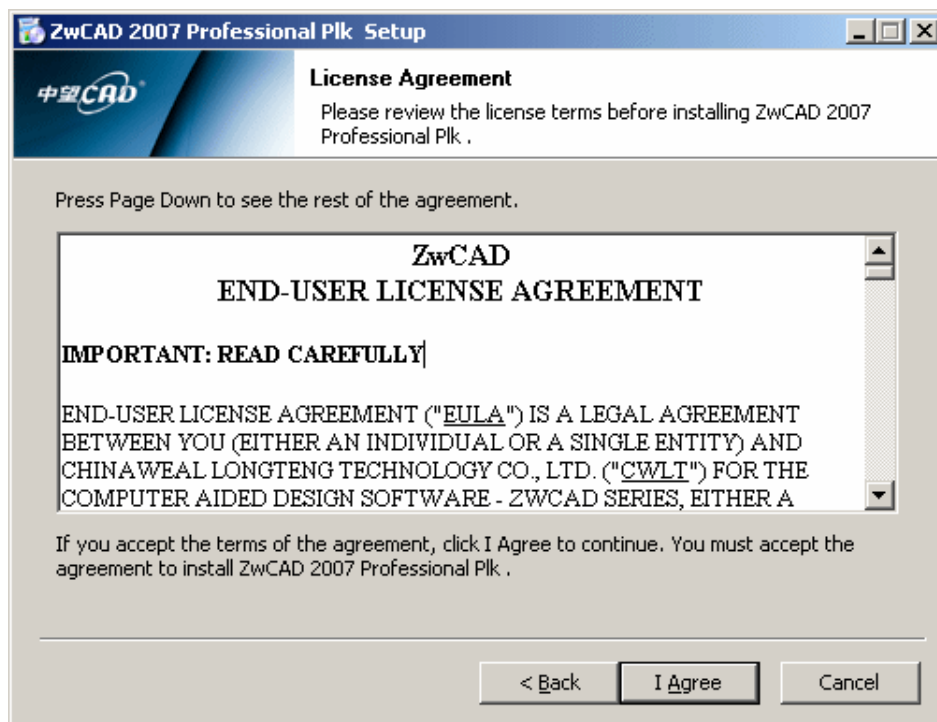 ZwCAD 2007 Professional Plk  Setup
中望CAD
License Agreement
Please review the license terms before installing ZwCAD 2007
Professional Plk .
Press Page Down to see the rest of the agreement.
ZwCAD
END-USER LICENSE AGREEMENT
IMPORTANT: READ CAREFULLY
END-USER LICENSE AGREEMENT ("EULA") IS A LEGAL AGREEMENT
BETWEEN YOU (EITHER AN INDIVIDUAL OR A SINGLE ENTITY) AND
CHINAWEAL LONGTENG TECHNOLOGY CO., LTD. ("CWLT") FOR THE
COMPUTER AIDED DESIGN SOFTWARE - ZWCAD SERIES, EITHER A
If you accept the terms of the agreement, click I Agree to continue. You must accept the
agreement to install ZwCAD 2007 Professional Plk .
< Back
I Agree
Cancel